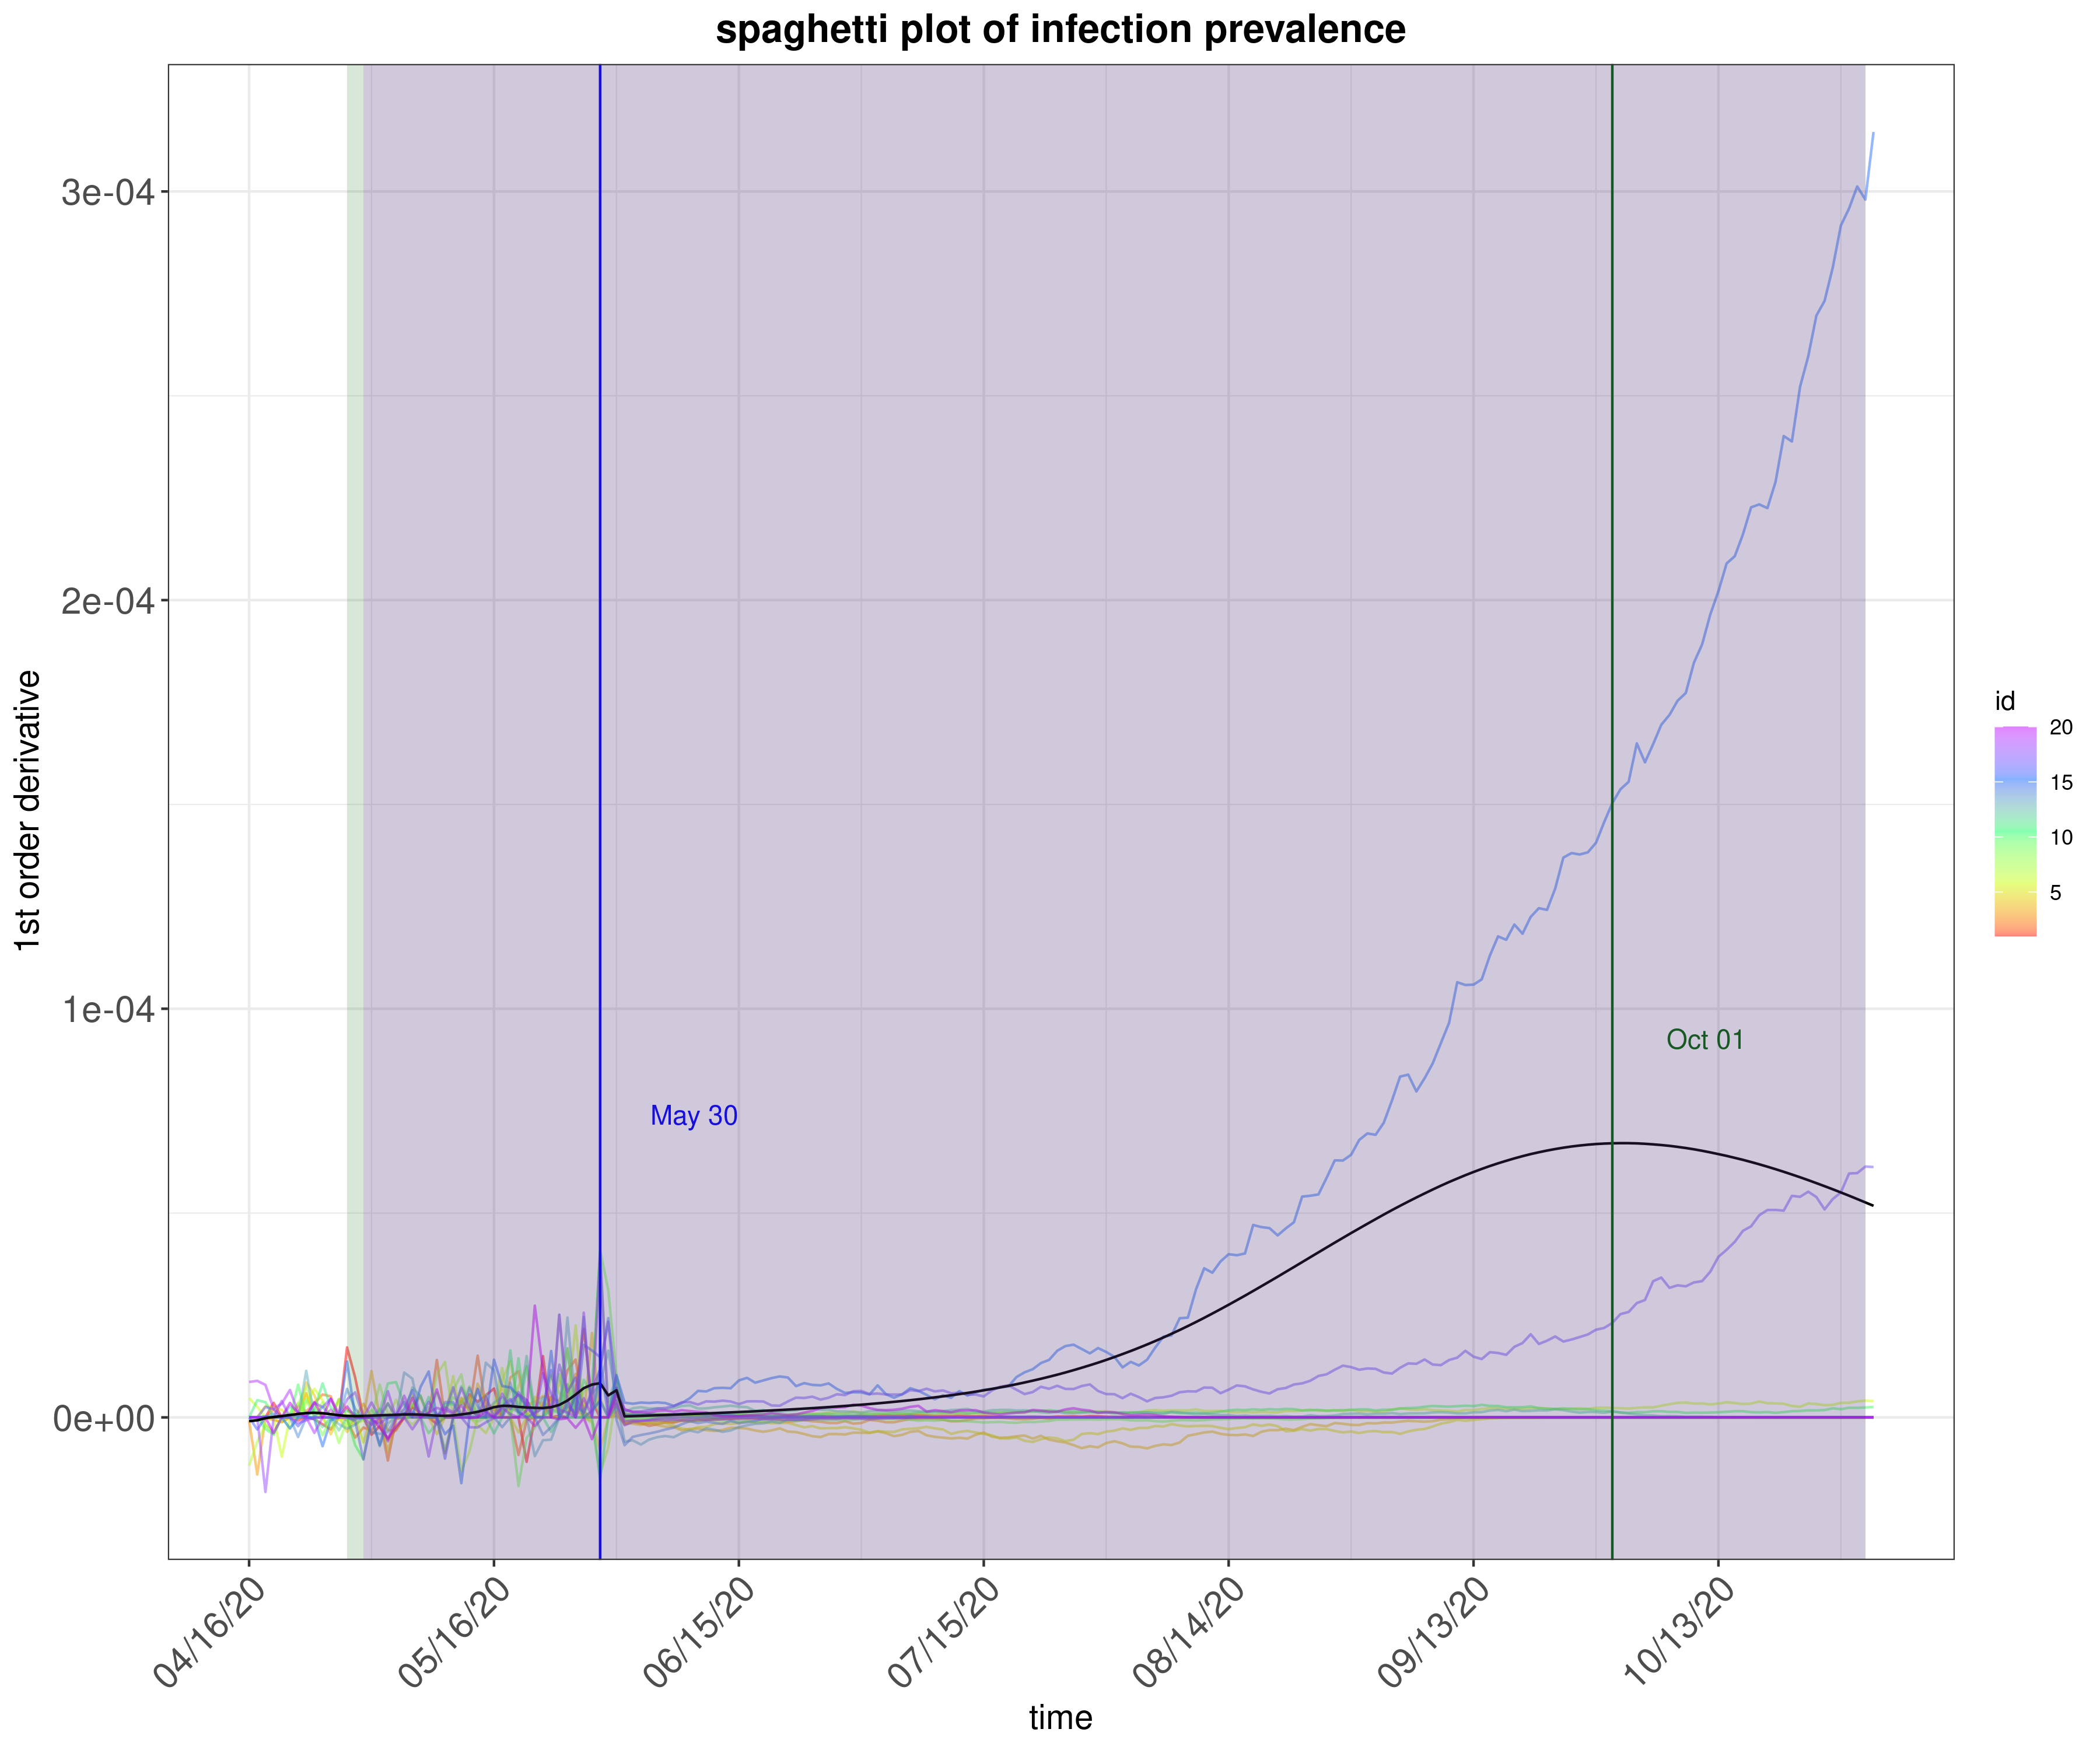 spaghetti plot of infection prevalence
1st order derivative
3e-04
2e-04
1e-04
0e+00
May 30
Oct 01
04/16/20
05/16/20
06/15/20
07/15/20
08/14/20
09/13/20
10/13/20
time
id
20
15
10
5